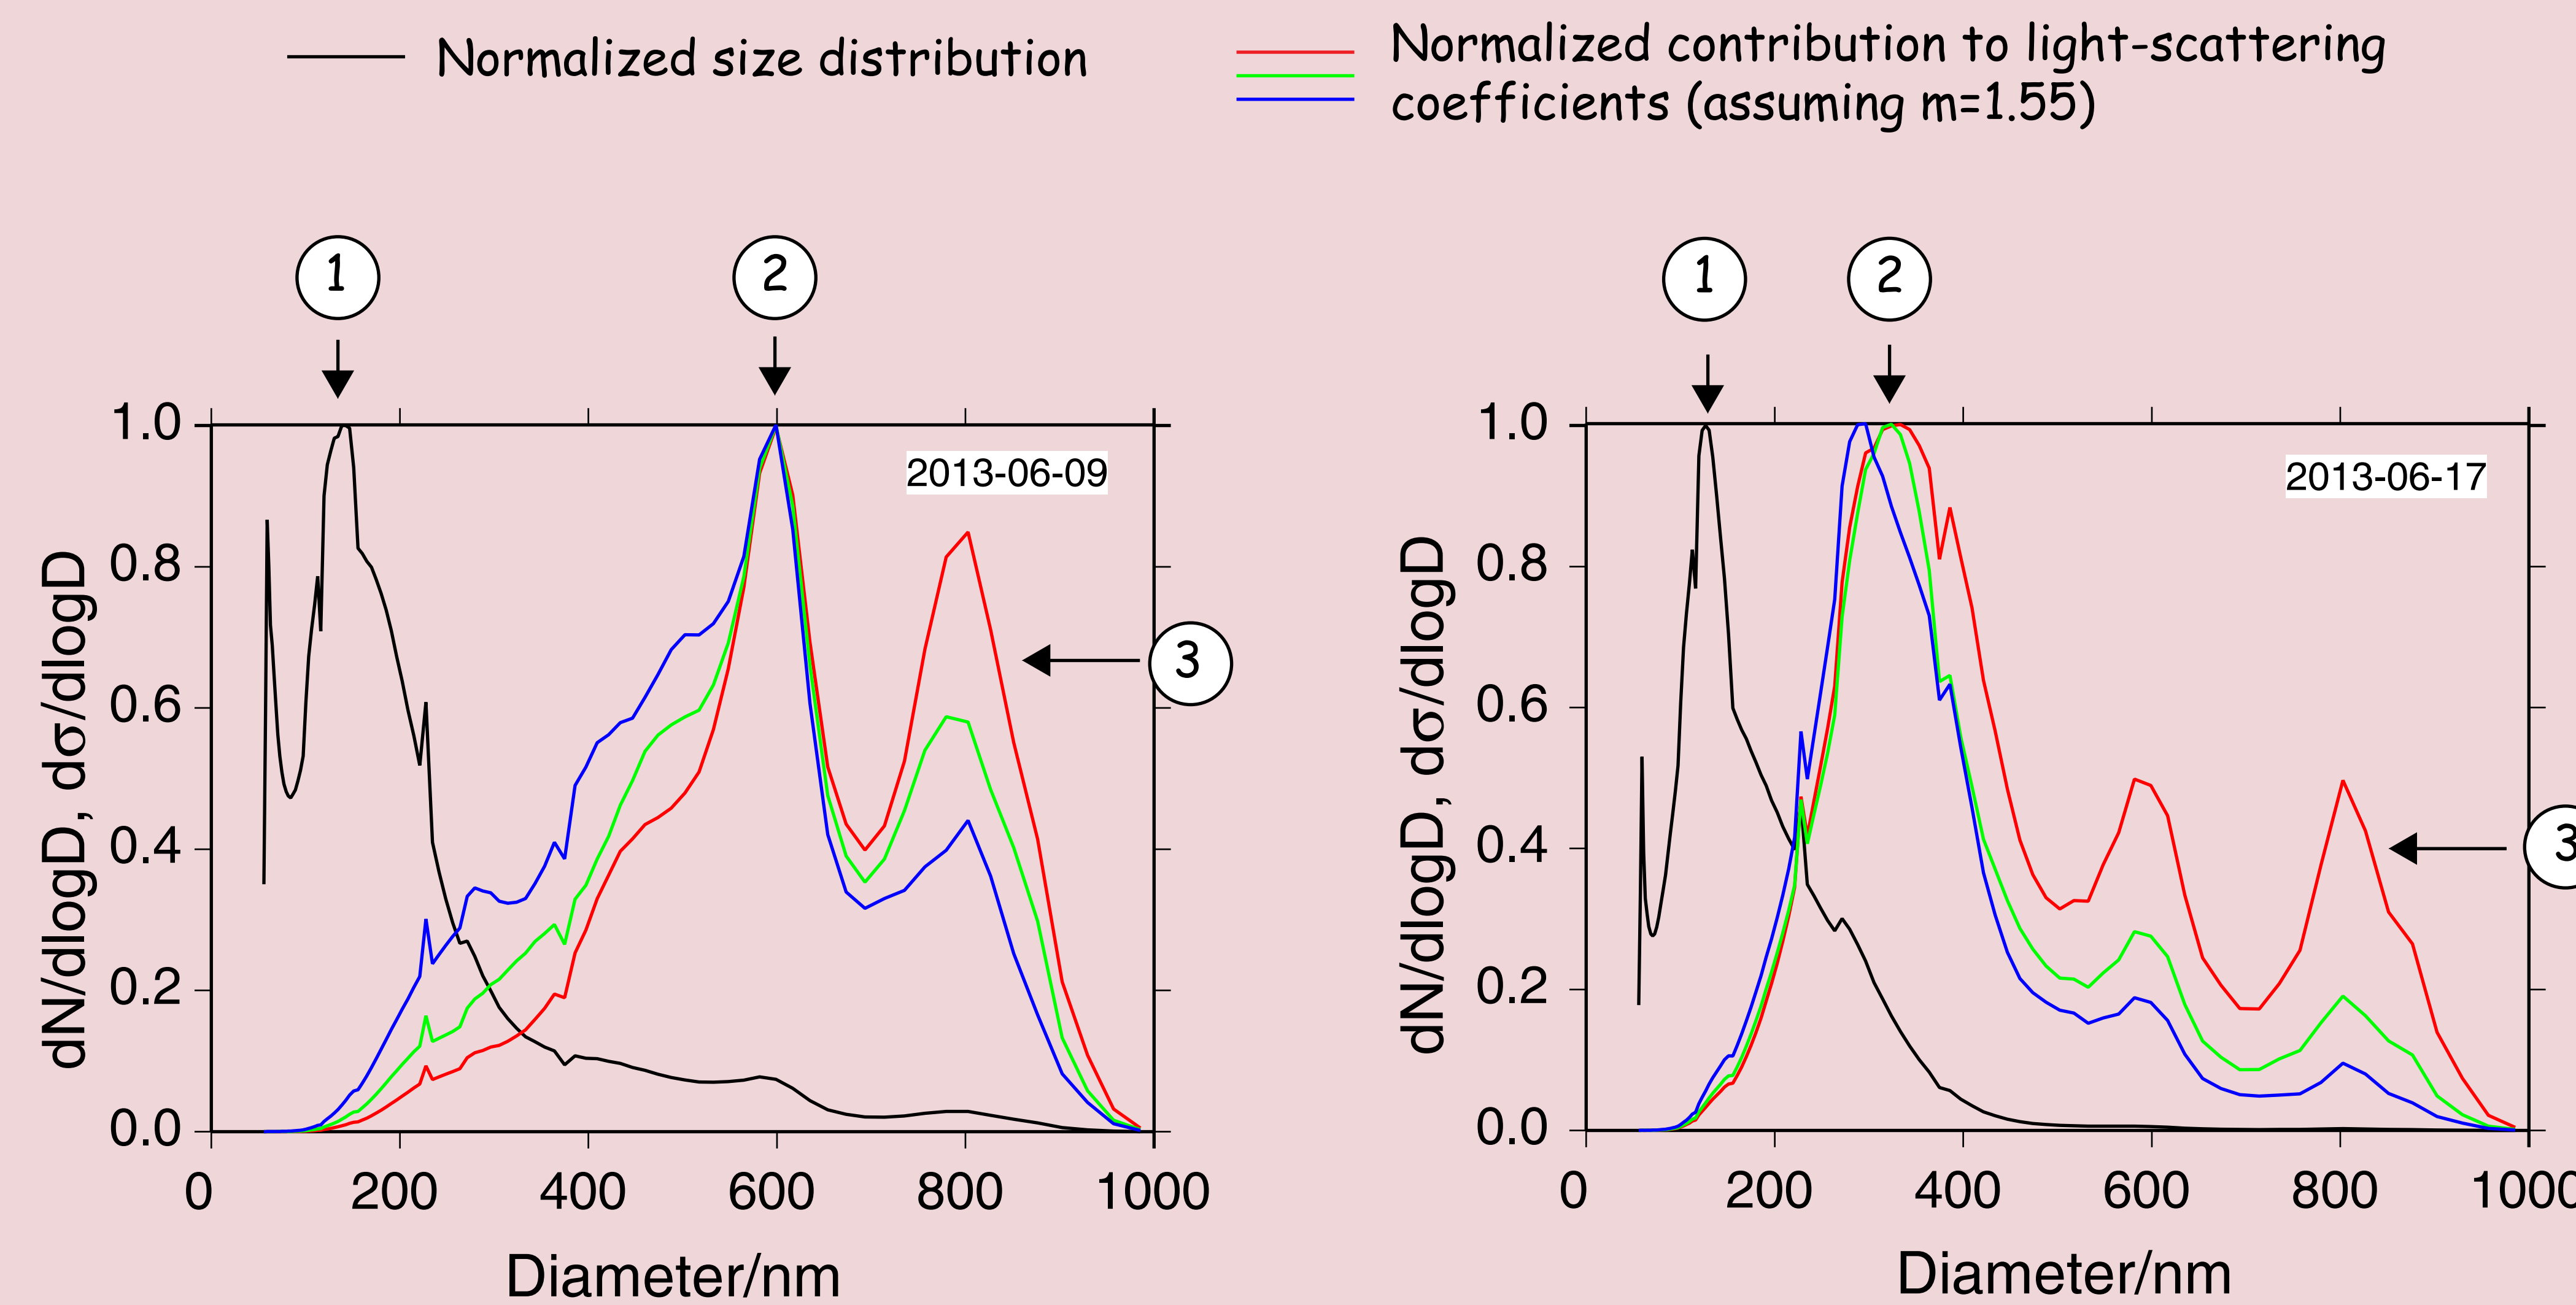 Normalized size distribution
Normalized contribution to light-scattering
coefficients (assuming m=1.55)
1
2
3
2013-06-09
dN/dlogD, dσ/dlogD
1.0
0.8
0.6
0.4
0.2
0.0
0 200 400 600 800 1000
Diameter/nm
1
2
3
2013-06-17
dN/dlogD, dσ/dlogD
1.0
0.8
0.6
0.4
0.2
0.0
0 200 400 600 800 1000
Diameter/nm